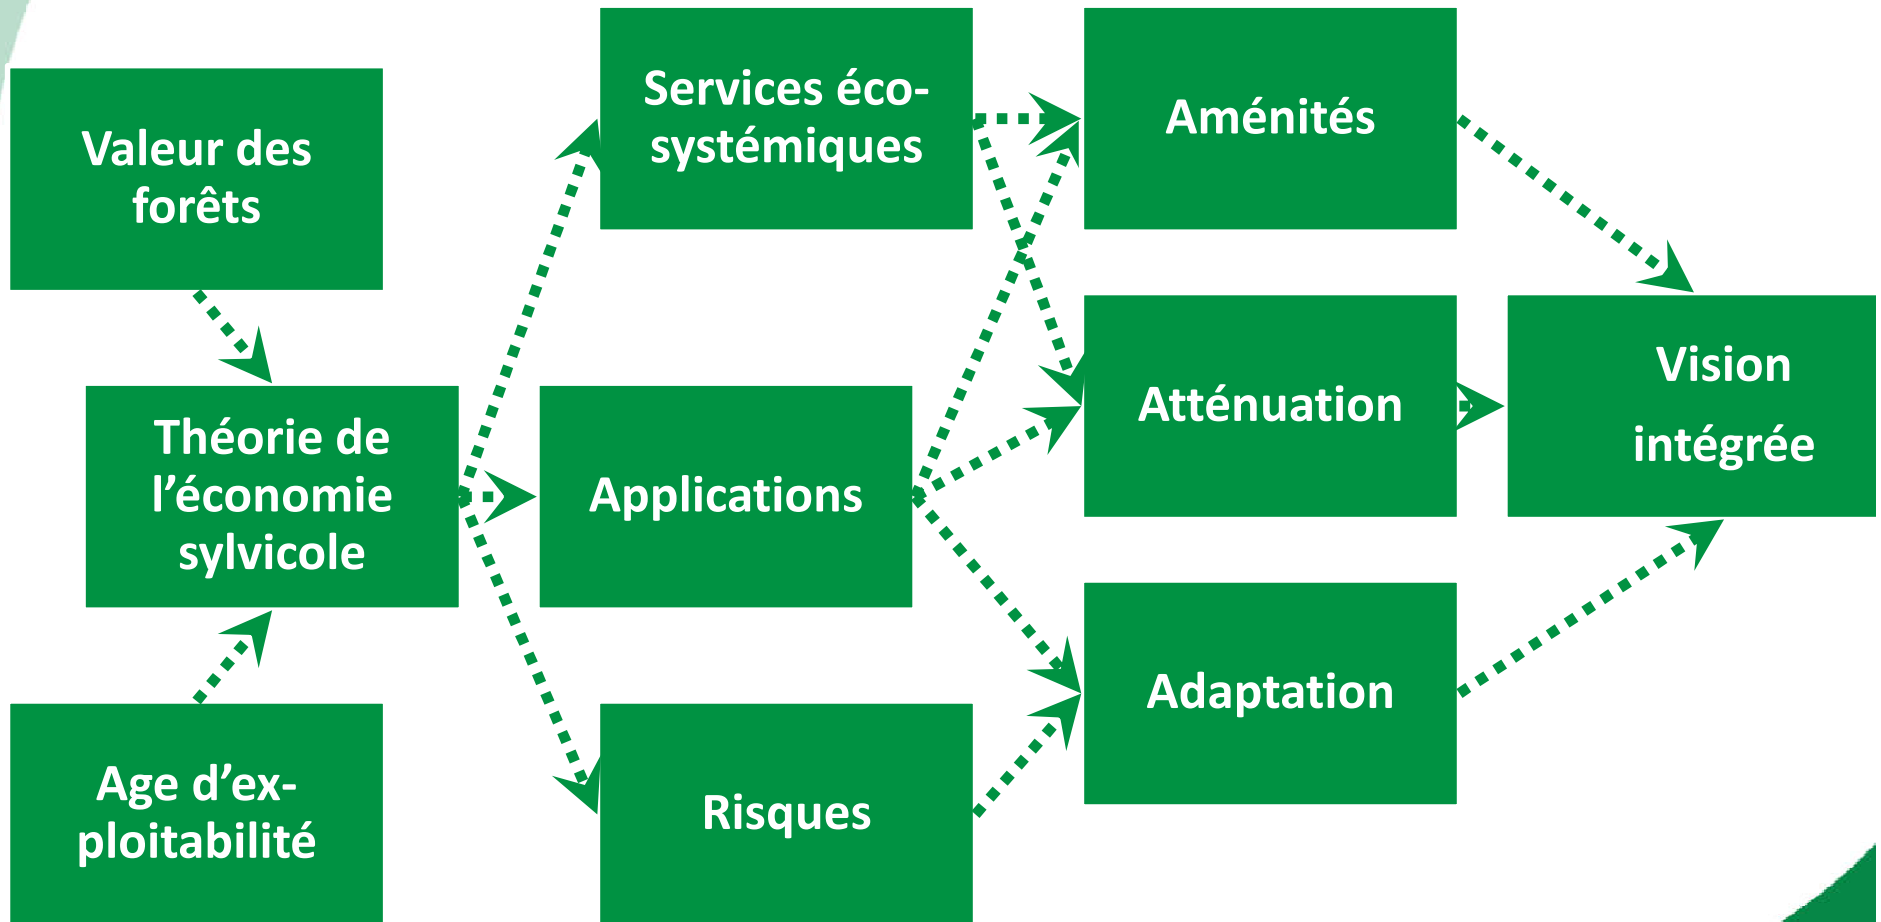 Valeur des
forêts
Théorie de
l’économie
sylvicole
Age d’ex-
ploitabilité
Services éco-
systémiques
Applications
Risques
Aménités
Atténuation
Adaptation
Vision
intégrée